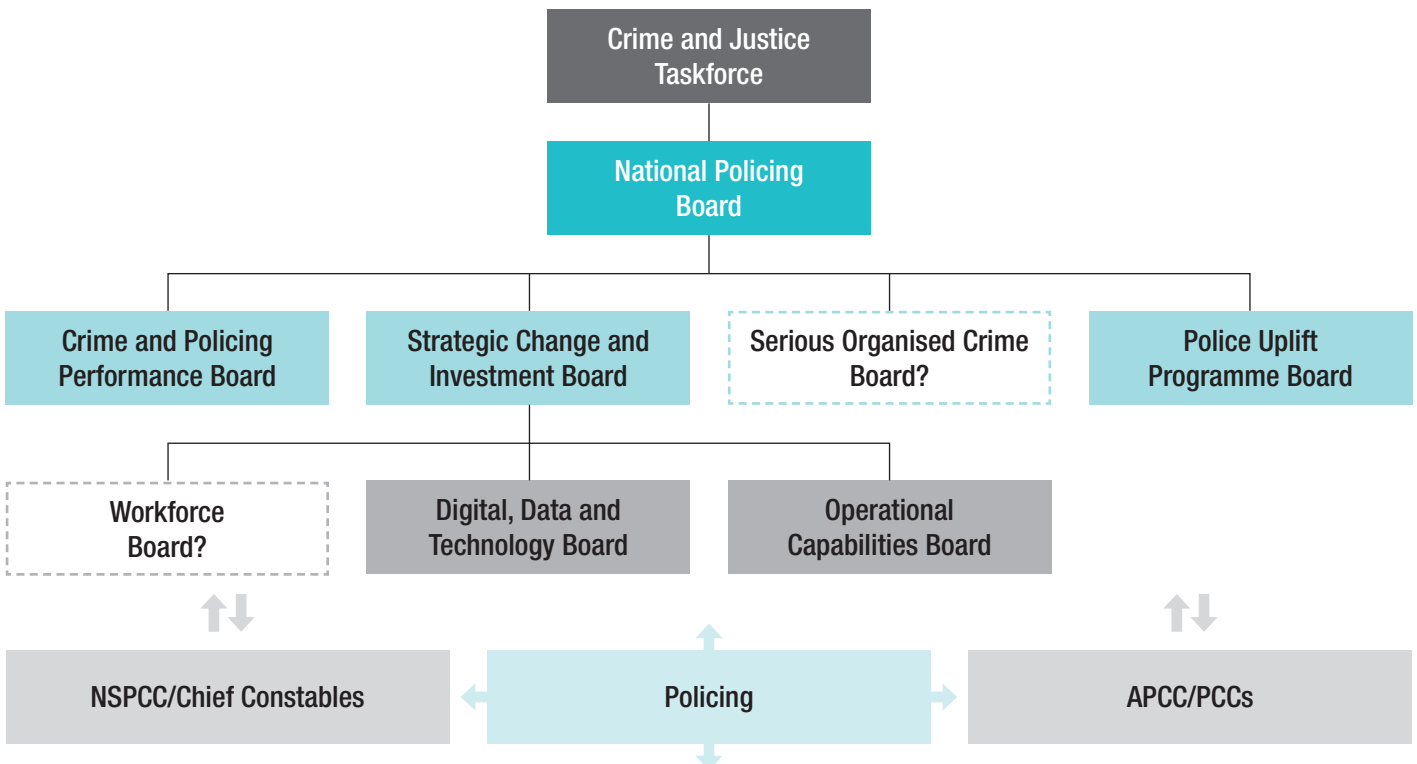 Crime and Justice
Taskforce
National Policing
Board
Crime and Policing
Performance Board
Strategic Change and
Investment Board
Serious Organised Crime
Board?
Police Uplift
Programme Board
Workforce
Board?
Digital, Data and
Technology Board
Operational
Capabilities Board
NSPCC/Chief Constables
Policing
APCC/PCCs